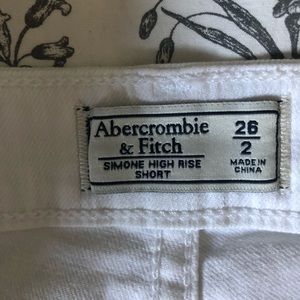 Abercrombie
& Fitch
SIMONE HIGH RISE
SHORT
26
2
MADE IN
CHINA